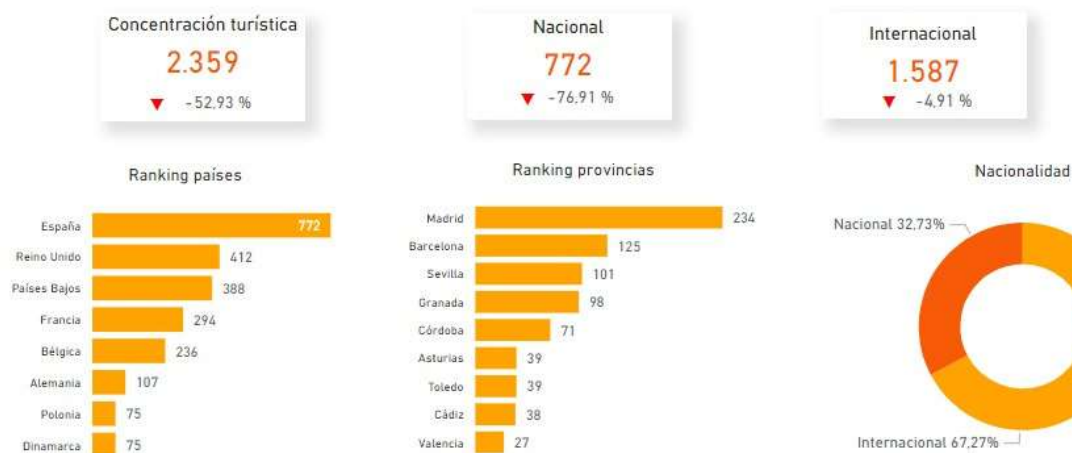 Concentración turística
2.359
▼ -52,93 %
Nacional
772
▼ -76,91 %
Internacional
1.587
▼ -4,91 %
Ranking países
España 772
Reino Unido 412
Países Bajos 388
Francia 294
Bélgica 236
Alemania 107
Polonia 75
Dinamarca 75
Ranking provincias
Madrid 234
Barcelona 125
Sevilla 101
Granada 98
Córdoba 71
Asturias 39
Toledo 39
Cádiz 38
Valencia 27
Nacionalidad
Nacional 32,73%
Internacional 67,27%